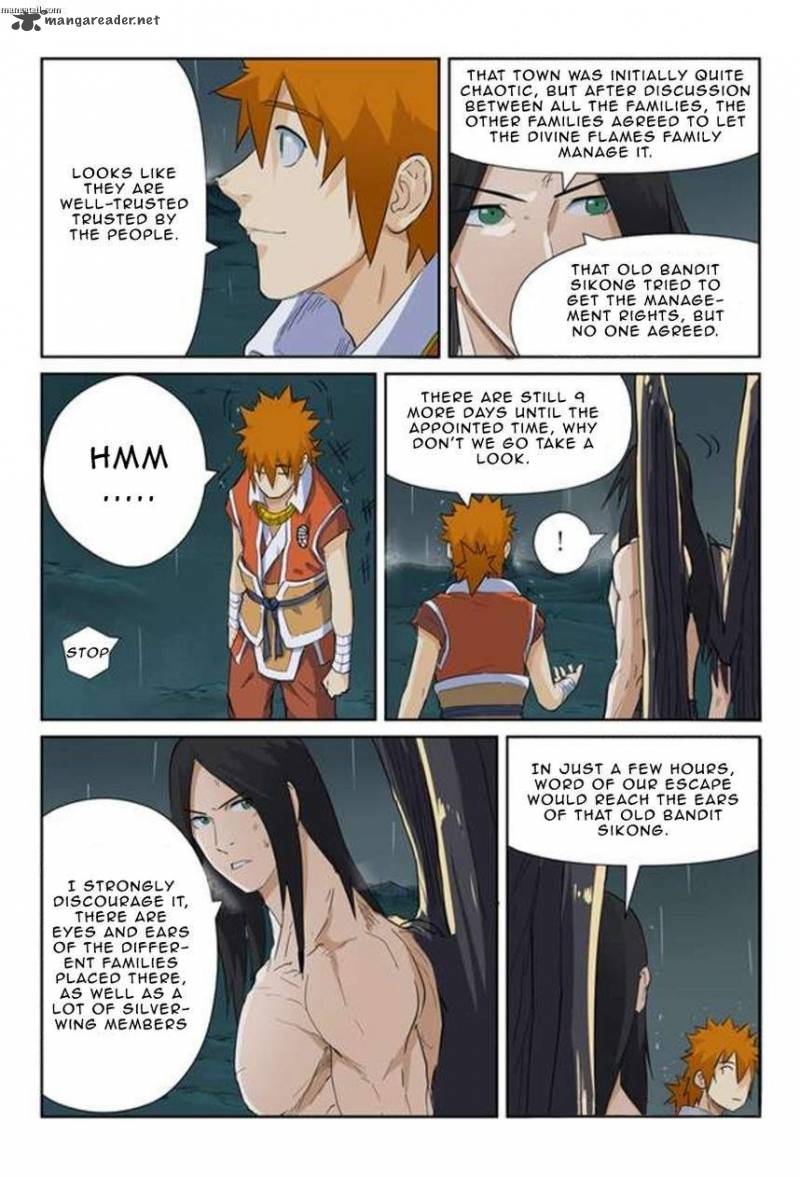 mangatail.com
mangareader.net
LOOKS LIKE
THEY ARE
WELL-TRUSTED
TRUSTED BY
THE PEOPLE.
THAT TOWN WAS INITIALLY QUITE
CHAOTIC, BUT AFTER DISCUSSION
BETWEEN ALL THE FAMILIES, THE
OTHER FAMILIES AGREED TO LET
THE DIVINE FLAMES FAMILY
MANAGE IT.
THAT OLD BANDIT
SIKONG TRIED TO
GET THE MANAGE-
MENT RIGHTS, BUT
NO ONE AGREED.
HMM
.....
STOP
THERE ARE STILL 9
MORE DAYS UNTIL THE
APPOINTED TIME, WHY
DON'T WE GO TAKE A
LOOK.
!
I STRONGLY
DISCOURAGE IT,
THERE ARE
EYES AND EARS
OF THE DIFFER-
ENT FAMILIES
PLACED THERE,
AS WELL AS A
LOT OF SILVER-
WING MEMBERS
IN JUST A FEW HOURS,
WORD OF OUR ESCAPE
WOULD REACH THE EARS
OF THAT OLD BANDIT
SIKONG.